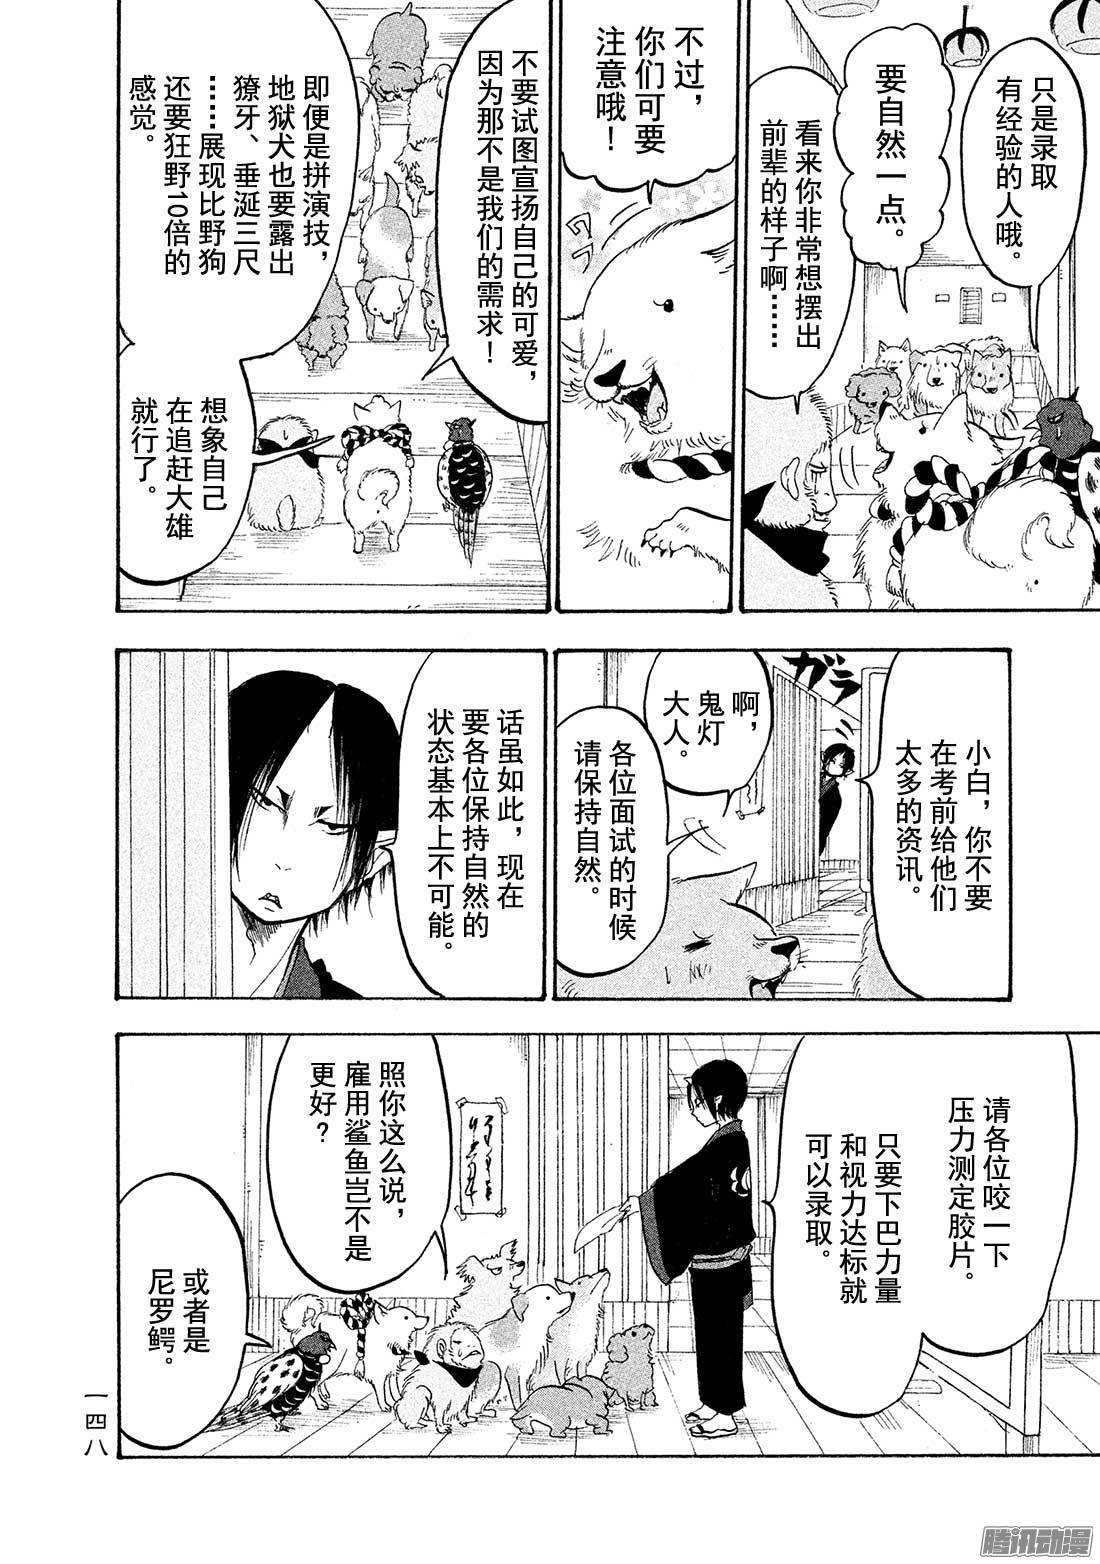 只是录取
有经验的人哦。
要自然一点。
看来你非常想摆出
前辈的样子啊……
不过，
你们可要
注意哦！
ワワ
不要试图宣扬自己的可爱，
因为那不是我们的需求！
即便是拼演技，
地狱犬也要露出
獠牙、垂涎三尺
……展现比野狗
还要狂野10倍的
感觉。
想象自己
在追赶大雄
就行了。
ガラ
小白，你不要
在考前给他们
太多的资讯。
啊，
鬼灯
大人。
各位面试的时候
请保持自然。
话虽如此，现在
要各位保持自然的
状态基本上不可能。
请各位咬一下
压力测定胶片。
只要下巴力量
和视力达标就
可以录取。
照你这么说，
雇用鲨鱼岂不是
更好？
或者是
尼罗鳄。
一四八
腾讯动漫